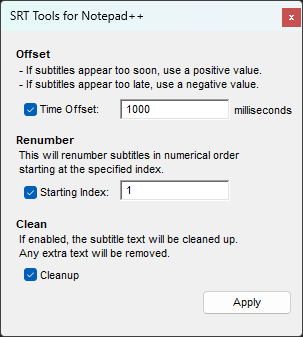 SRT Tools for Notepad++
x
Offset
- If subtitles appear too soon, use a positive value.
- If subtitles appear too late, use a negative value.
Time Offset: 1000 milliseconds
Renumber
This will renumber subtitles in numerical order
starting at the specified index.
Starting Index: 1
Clean
If enabled, the subtitle text will be cleaned up.
Any extra text will be removed.
Cleanup
Apply